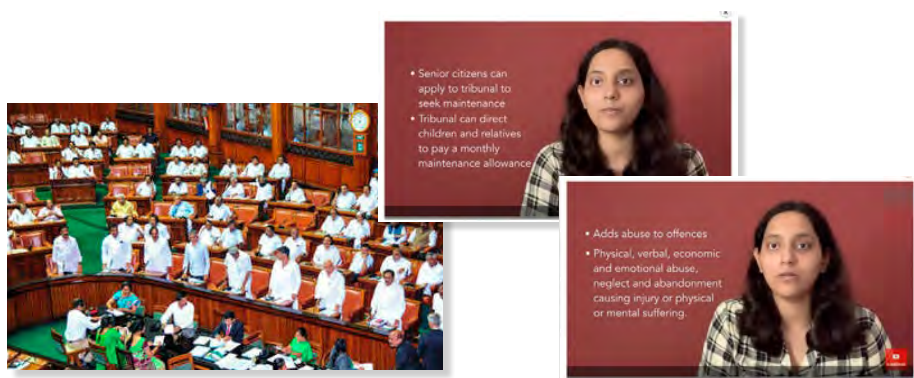 • Senior citizens can
apply to tribunal to
seek maintenance
• Tribunal can direct
children and relatives
to pay a monthly
maintenance allowance
• Adds abuse to offences
• Physical, verbal, economic
and emotional abuse,
neglect and abandonment
causing injury or physical
or mental suffering.